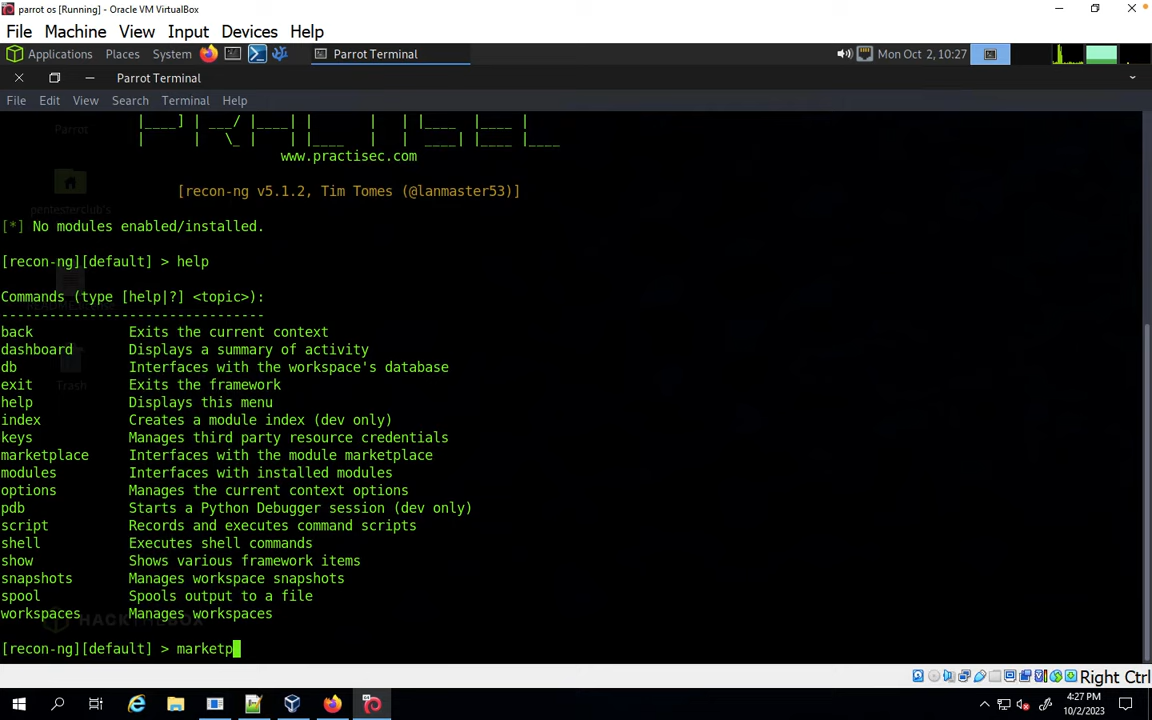 parrot os [Running] - Oracle VM VirtualBox
File Machine View Input Devices Help
Applications Places System Parrot Terminal Mon Oct 2, 10:27
Parrot Terminal
File Edit View Search Terminal Help
Parrot
www.practisec.com
pentesterclub's
[recon-ng v5.1.2, Tim Tomes (@lanmaster53)]
[*] No modules enabled/installed.
[recon-ng][default] > help
Commands (type [help|?] <topic>):
---------------------------------
back Exits the current context
dashboard Displays a summary of activity
db Interfaces with the workspace's database
exit Exits the framework
Trash
help Displays this menu
index Creates a module index (dev only)
keys Manages third party resource credentials
marketplace Interfaces with the module marketplace
modules Interfaces with installed modules
options Manages the current context options
pdb Starts a Python Debugger session (dev only)
script Records and executes command scripts
shell Executes shell commands
show Shows various framework items
snapshots Manages workspace snapshots
spool Spools output to a file
workspaces Manages workspaces
HACKTHEBOX
[recon-ng][default] > marketp
Right Ctrl
4:27 PM
10/2/2023